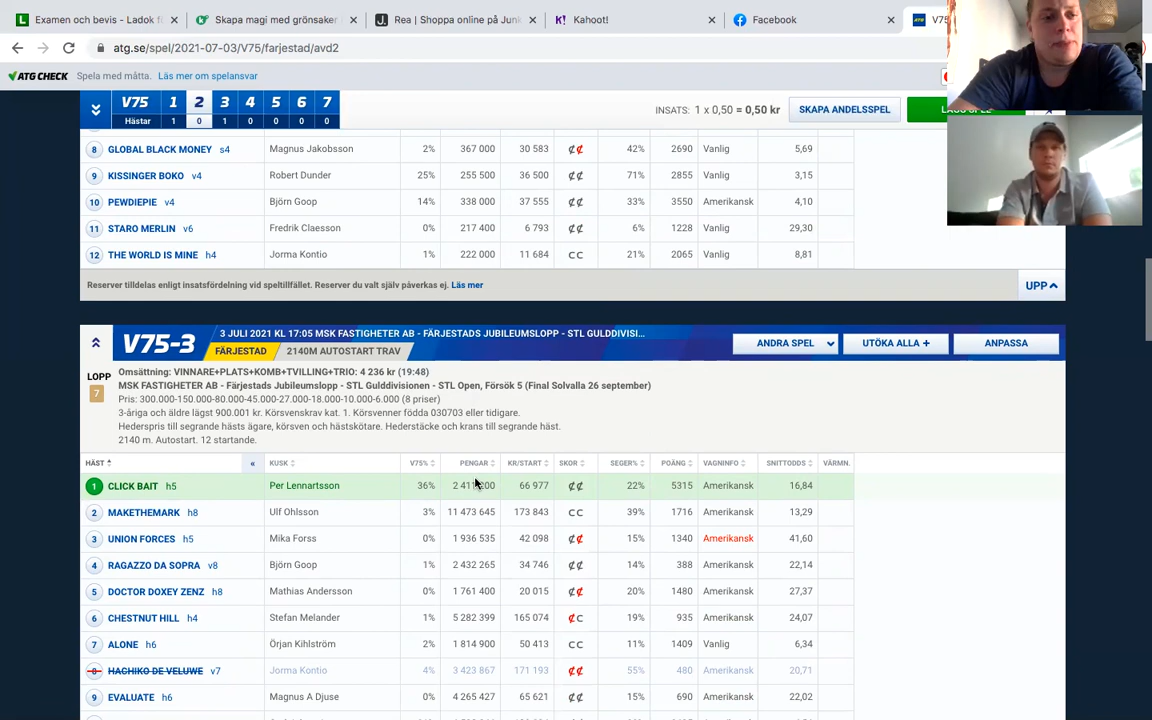 Examen och bevis - Ladok f
Skapa magi med grönsaker
Rea | Shoppa online på Junk
Kahoot!
Facebook
V75
atg.se/spel/2021-07-03/V75/farjestad/avd2
ATG CHECK Spela med måtta. Läs mer om spelansvar
V75 1 2 3 4 5 6 7
Hästar 1 0 1 0 0 0 0
INSATS: 1 x 0,50 = 0,50 kr SKAPA ANDELSSPEL
8 GLOBAL BLACK MONEY s4 Magnus Jakobsson 2% 367 000 30 583 ȼȼ 42% 2690 Vanlig 5,69
9 KISSINGER BOKO v4 Robert Dunder 25% 255 500 36 500 ȼȼ 71% 2855 Vanlig 3,15
10 PEWDIEPIE v4 Björn Goop 14% 338 000 37 555 ȼȼ 33% 3550 Amerikansk 4,10
11 STARO MERLIN v6 Fredrik Claesson 0% 217 400 6 793 ȼȼ 6% 1228 Vanlig 29,30
12 THE WORLD IS MINE h4 Jorma Kontio 1% 222 000 11 684 CC 21% 2065 Vanlig 8,81
Reserver tilldelas enligt insatsfördelning vid speltillfället. Reserver du valt själv påverkas ej. Läs mer
UPP
V75-3 3 JULI 2021 KL 17:05 MSK FASTIGHETER AB - FÄRJESTADS JUBILEUMSLOPP - STL GULDDIVISI...
FÄRJESTAD 2140M AUTOSTART TRAV
ANDRA SPEL UTÖKA ALLA + ANPASSA
LOPP
7
Omsättning: VINNARE+PLATS+KOMB+TVILLING+TRIO: 4 236 kr (19:48)
MSK FASTIGHETER AB - Färjestads Jubileumslopp - STL Gulddivisionen - STL Open, Försök 5 (Final Solvalla 26 september)
Pris: 300.000-150.000-80.000-45.000-27.000-18.000-10.000-6.000 (8 priser)
3-åriga och äldre lägst 900.001 kr. Körsvenskrav kat. 1. Körsvenner födda 030703 eller tidigare.
Hederspris till segrande hästs ägare, körsven och hästskötare. Hederstäcke och krans till segrande häst.
2140 m. Autostart. 12 startande.
HÄST « KUSK V75% PENGAR KR/START SKOR SEGER% POÄNG VAGNINFO SNITTODDS VÄRMN.
1 CLICK BAIT h5 Per Lennartsson 36% 66 977 ȼȼ 22% 5315 Amerikansk 16,84
2 MAKETHEMARK h8 Ulf Ohlsson 3% 11 473 645 173 843 CC 39% 1716 Amerikansk 13,29
3 UNION FORCES h5 Mika Forss 0% 1 936 535 42 098 ȼȼ 15% 1340 Amerikansk 41,60
4 RAGAZZO DA SOPRA v8 Björn Goop 1% 2 432 265 34 746 ȼȼ 14% 388 Amerikansk 22,14
5 DOCTOR DOXEY ZENZ h8 Mathias Andersson 0% 1 761 400 20 015 ȼȼ 20% 1480 Amerikansk 27,37
6 CHESTNUT HILL h4 Stefan Melander 1% 5 282 399 165 074 ȼC 19% 935 Amerikansk 24,07
7 ALONE h6 Örjan Kihlström 2% 1 814 900 50 413 CC 11% 1409 Vanlig 6,34
8 HACHIKO DE VELUWE v7 Jorma Kontio 4% 3 423 867 171 193 ȼȼ 55% 480 Amerikansk 20,71
9 EVALUATE h6 Magnus A Djuse 0% 4 265 427 65 621 ȼȼ 15% 690 Amerikansk 22,02